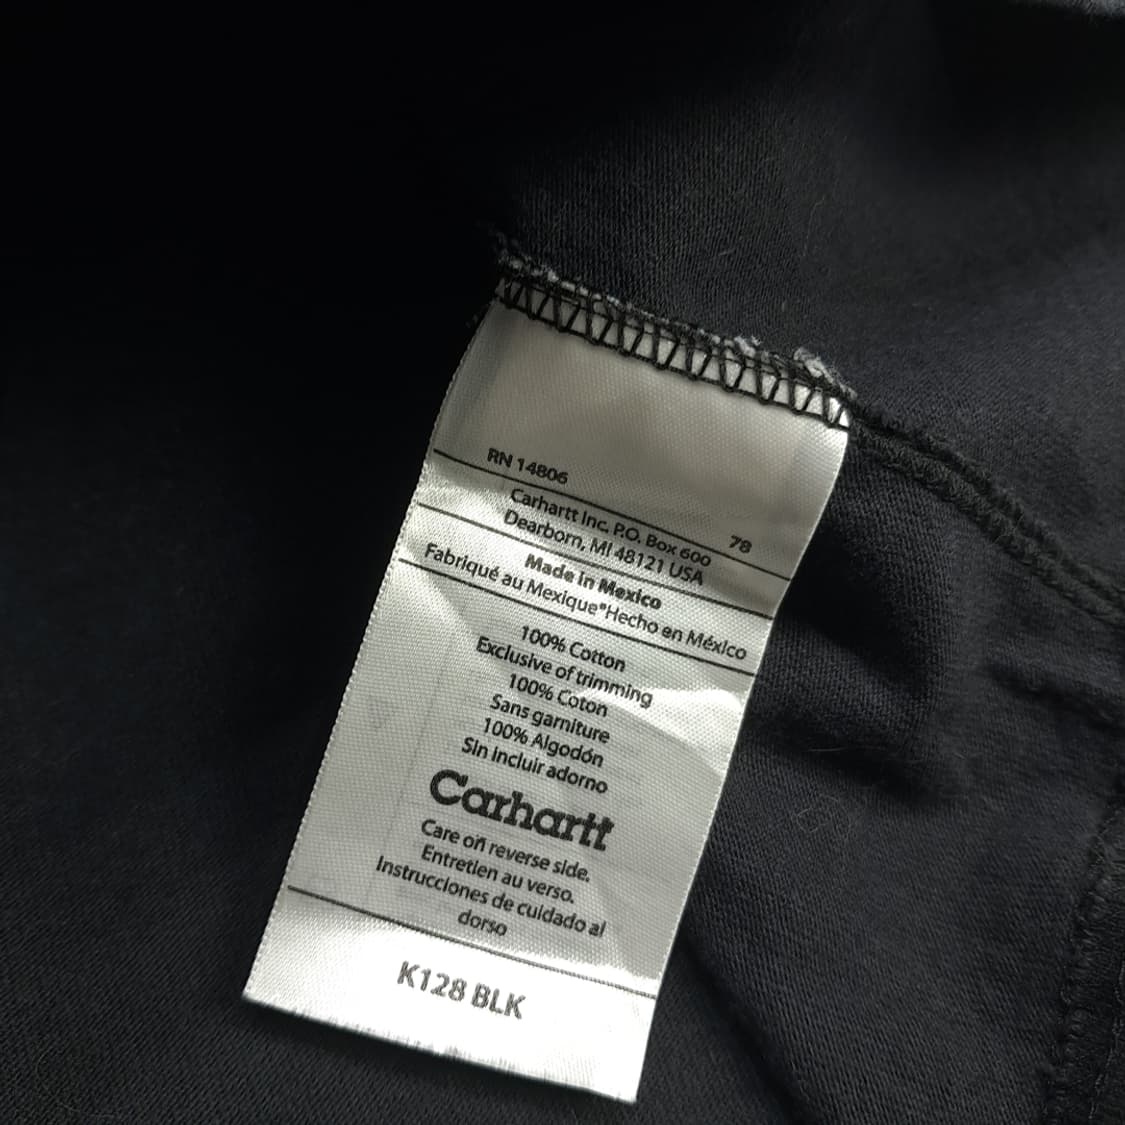 RN 14806
78
Carhartt Inc. P.O. Box 600
Dearborn, MI 48121 USA
Made in Mexico
Fabriqué au Mexique*Hecho en México
100% Cotton
Exclusive of trimming
100% Coton
Sans garniture
100% Algodón
Sin incluir adorno
Carhartt
Care on reverse side.
Entretien au verso.
Instrucciones de cuidado al
dorso
K128 BLK